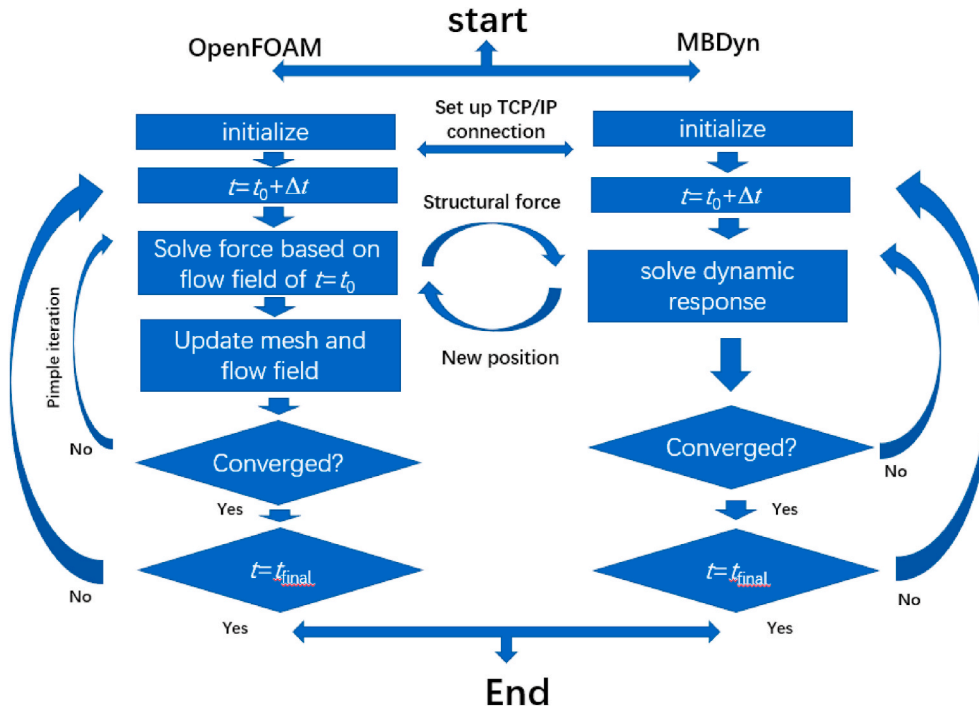 start
OpenFOAM
MBDyn
Set up TCP/IP
connection
initialize
initialize
t=t₀+Δt
t=t₀+Δt
Structural force
Solve force based on
flow field of t=t₀
solve dynamic
response
Update mesh and
flow field
New position
Pimple iteration
No
Converged?
Converged?
No
Yes
Yes
t=t_final
t=t_final
No
No
Yes
Yes
End